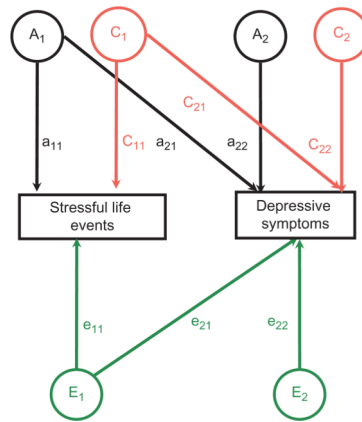 A1 C1 A2 C2
C21
a11 C11 a21 a22 C22
Stressful life
events
Depressive
symptoms
e11 e21 e22
E1 E2